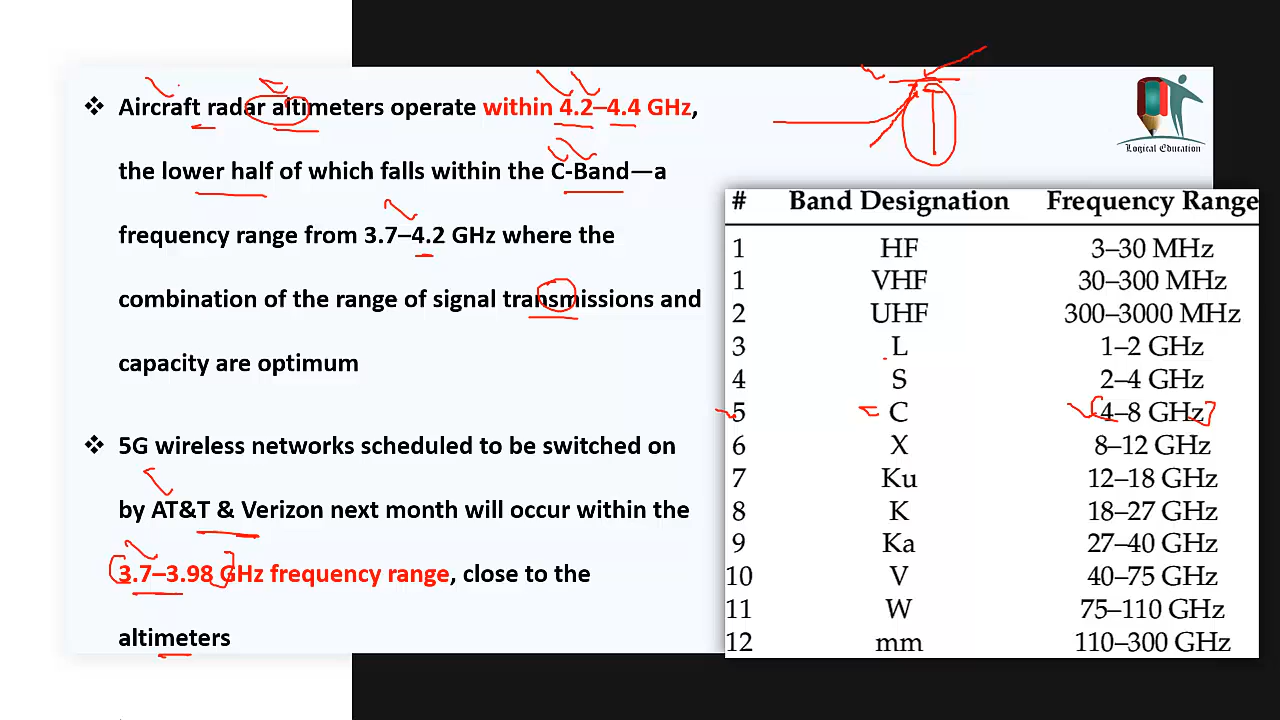 ❖ Aircraft radar altimeters operate within 4.2–4.4 GHz,
the lower half of which falls within the C-Band—a
frequency range from 3.7–4.2 GHz where the
combination of the range of signal transmissions and
capacity are optimum
❖ 5G wireless networks scheduled to be switched on
by AT&T & Verizon next month will occur within the
3.7–3.98 GHz frequency range, close to the
altimeters
Logical Education
# Band Designation Frequency Range
1 HF 3–30 MHz
1 VHF 30–300 MHz
2 UHF 300–3000 MHz
3 L 1–2 GHz
4 S 2–4 GHz
5 C 4–8 GHz
6 X 8–12 GHz
7 Ku 12–18 GHz
8 K 18–27 GHz
9 Ka 27–40 GHz
10 V 40–75 GHz
11 W 75–110 GHz
12 mm 110–300 GHz